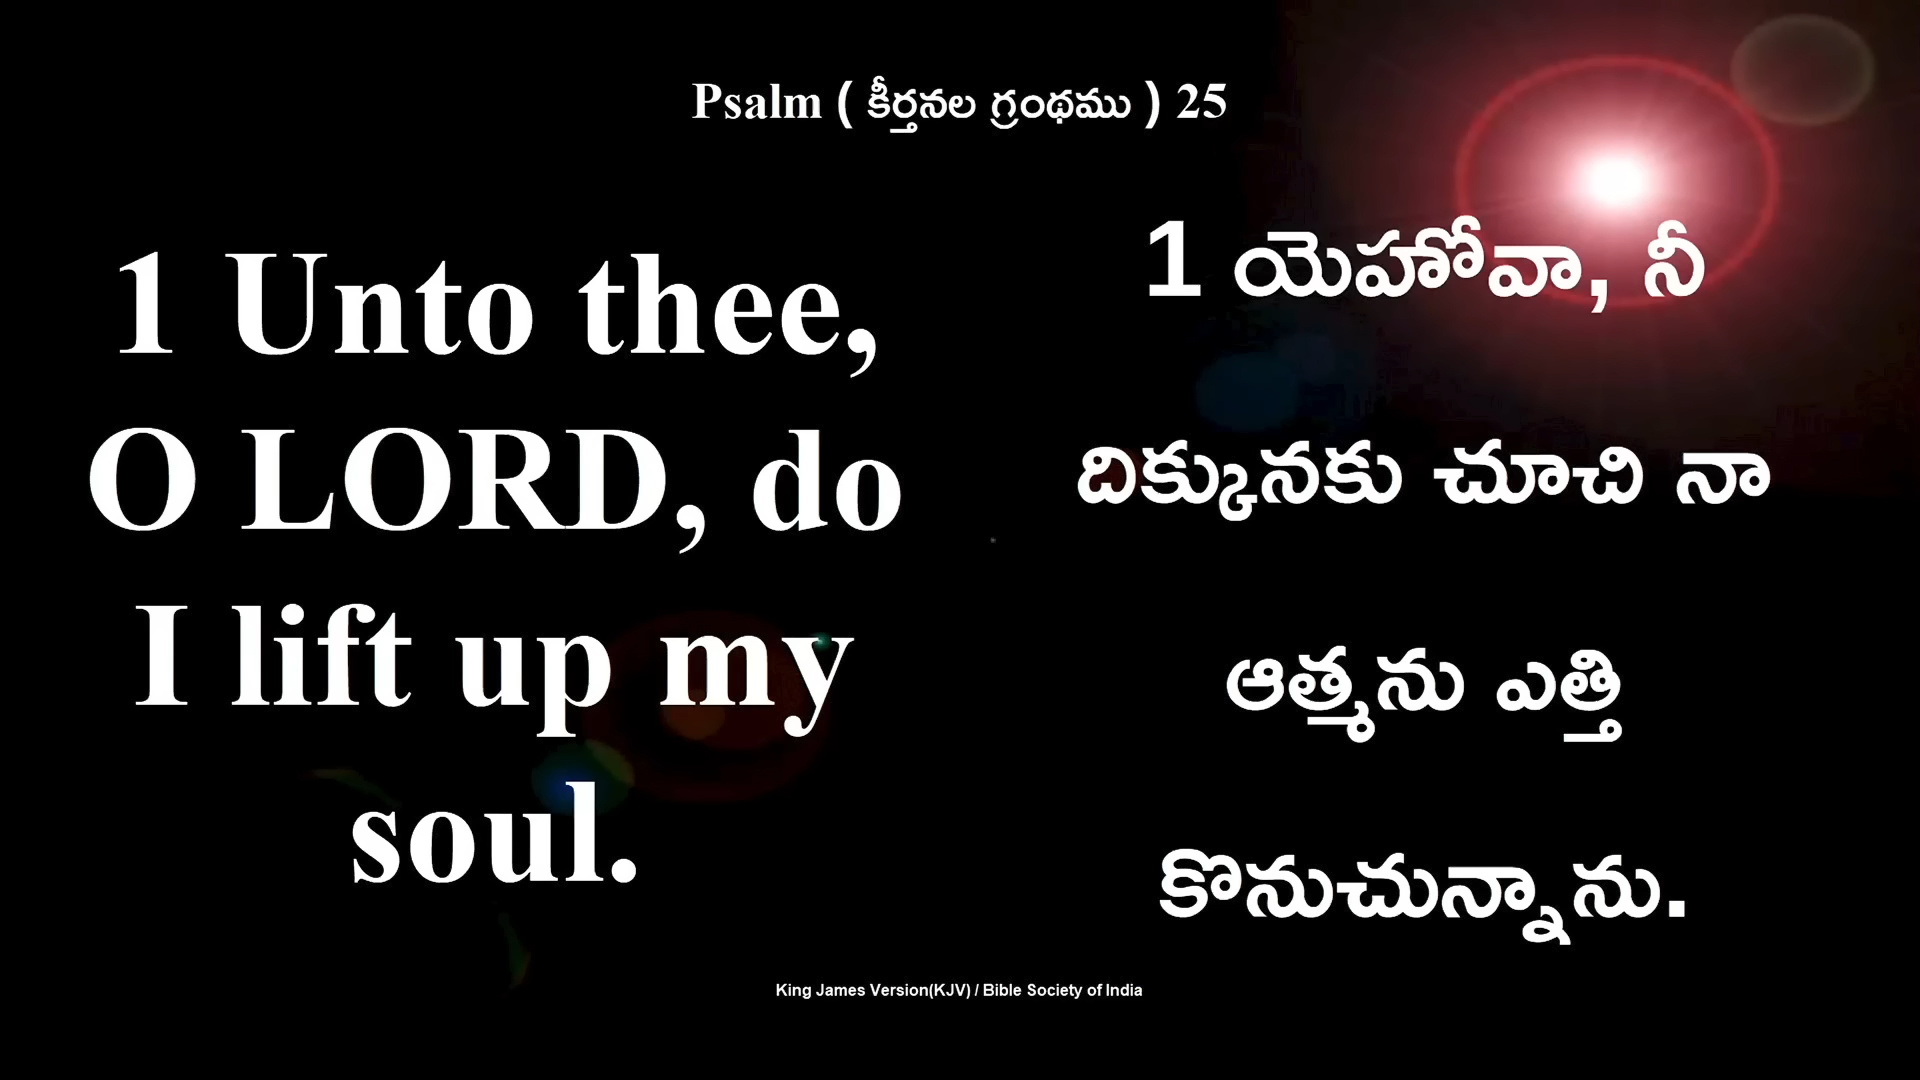 Psalm ( కీర్తనల గ్రంథము ) 25
1 Unto thee,
O LORD, do
I lift up my
soul.
1 యెహోవా, నీ
దిక్కునకు చూచి నా
ఆత్మను ఎత్తి
కొనుచున్నాను.
King James Version(KJV) / Bible Society of India